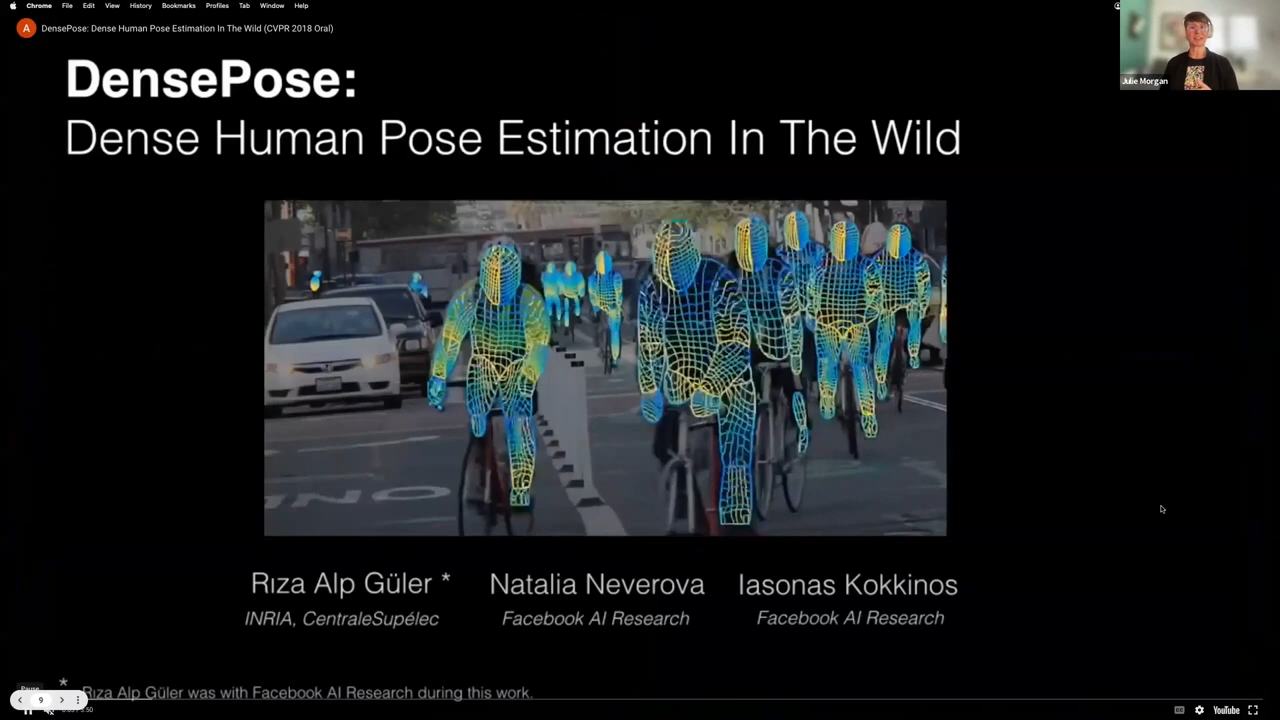 Chrome File Edit View History Bookmarks Profiles Tab Window Help
A DensePose: Dense Human Pose Estimation In The Wild (CVPR 2018 Oral)
Julie Morgan
DensePose:
Dense Human Pose Estimation In The Wild
Rıza Alp Güler *
INRIA, CentraleSupélec
Natalia Neverova
Facebook AI Research
Iasonas Kokkinos
Facebook AI Research
* Rıza Alp Güler was with Facebook AI Research during this work.
Pause
9
YouTube